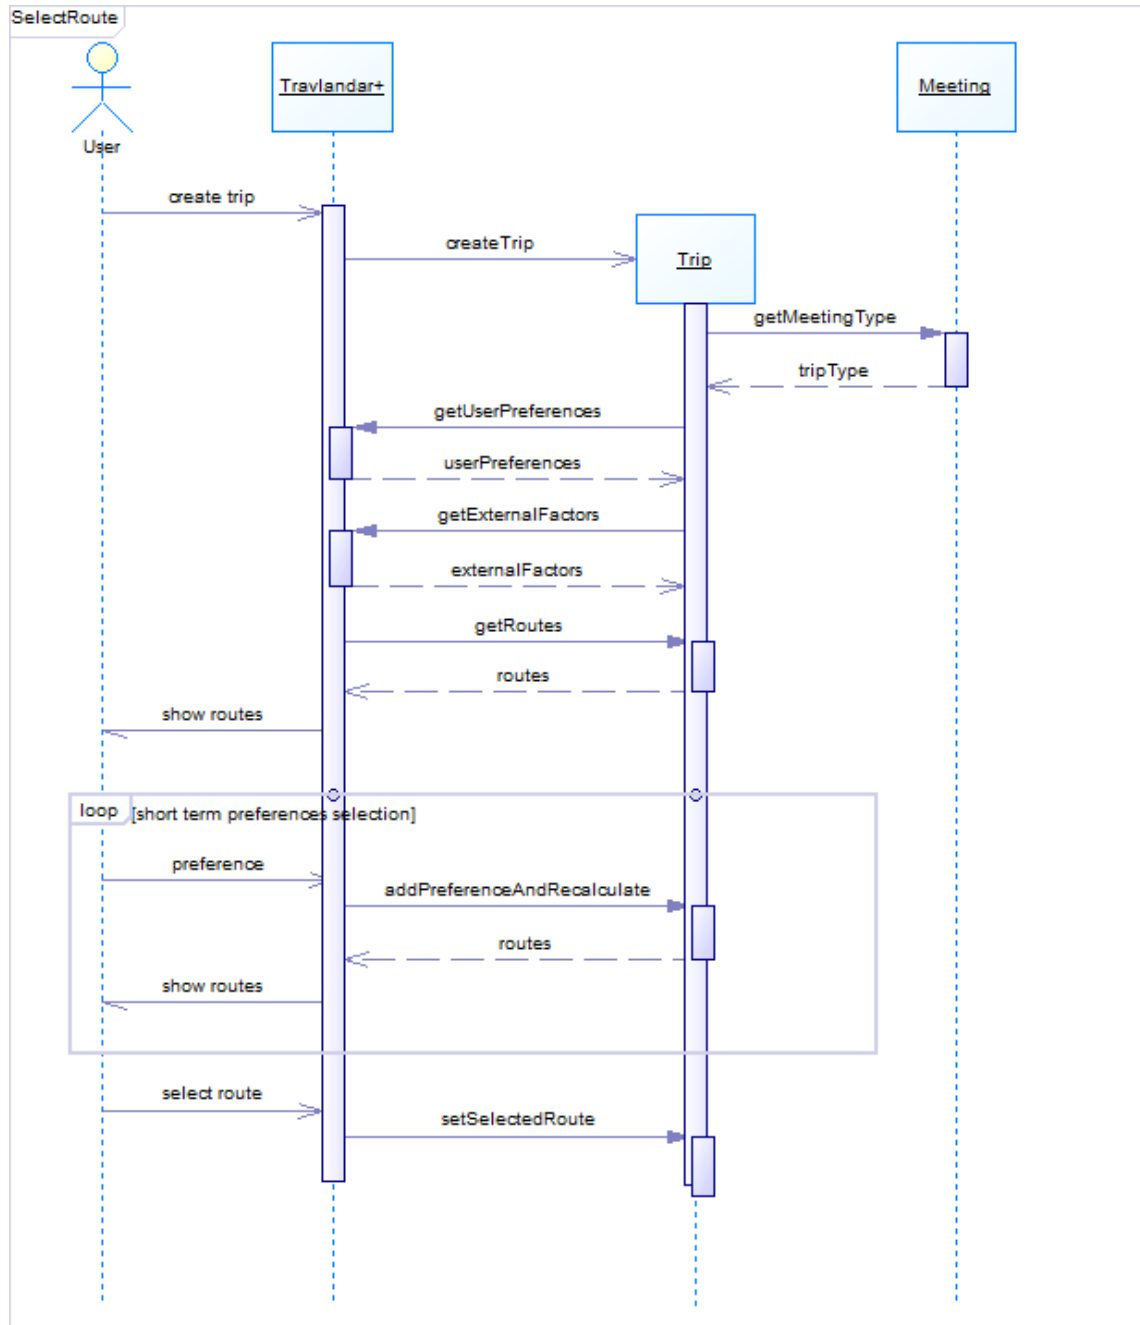 SelectRoute
User
Travlandar+
Meeting
create trip
createTrip
Trip
getMeetingType
tripType
getUserPreferences
userPreferences
getExternalFactors
externalFactors
getRoutes
routes
show routes
loop [short term preferences selection]
preference
addPreferenceAndRecalculate
routes
show routes
select route
setSelectedRoute